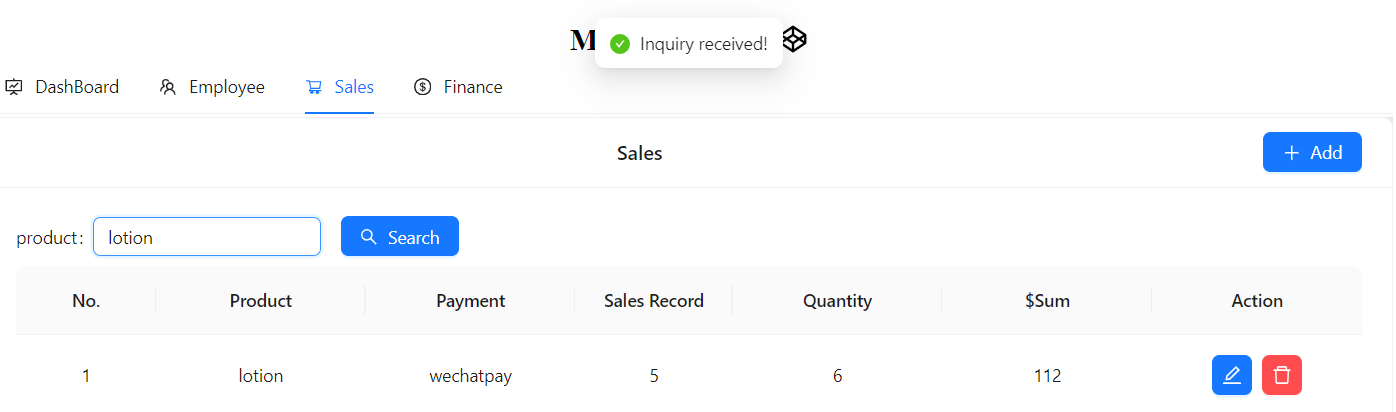 Inquiry received!
DashBoard Employee Sales Finance
Sales
Add
product: lotion Search
No. Product Payment Sales Record Quantity $Sum Action
1 lotion wechatpay 5 6 112